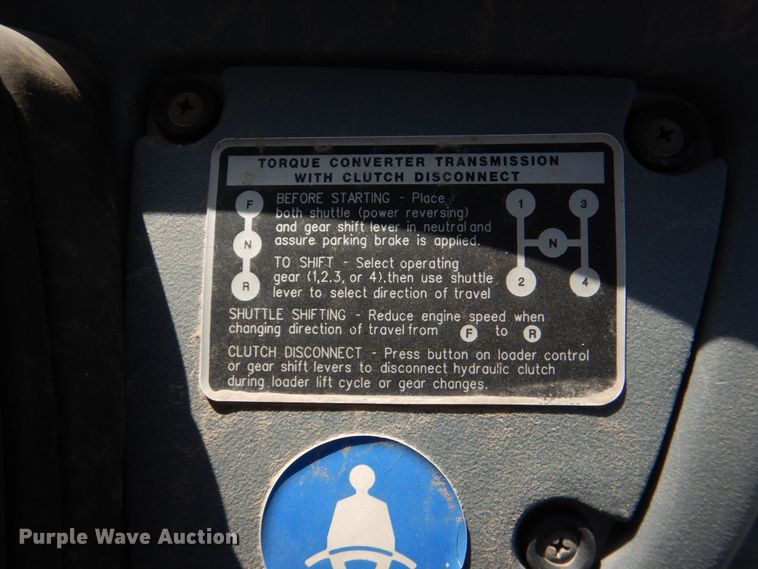 TORQUE CONVERTER TRANSMISSION
WITH CLUTCH DISCONNECT
F
N
R
BEFORE STARTING - Place
both shuttle (power reversing)
and gear shift lever in neutral and
assure parking brake is applied.
TO SHIFT - Select operating
gear (1,2.3, or 4).then use shuttle
lever to select direction of travel
1 3
N
2 4
SHUTTLE SHIFTING - Reduce engine speed when
changing direction of travel from F to R
CLUTCH DISCONNECT - Press button on loader control
or gear shift levers to disconnect hydraulic clutch
during loader lift cycle or gear changes.
Purple Wave Auction